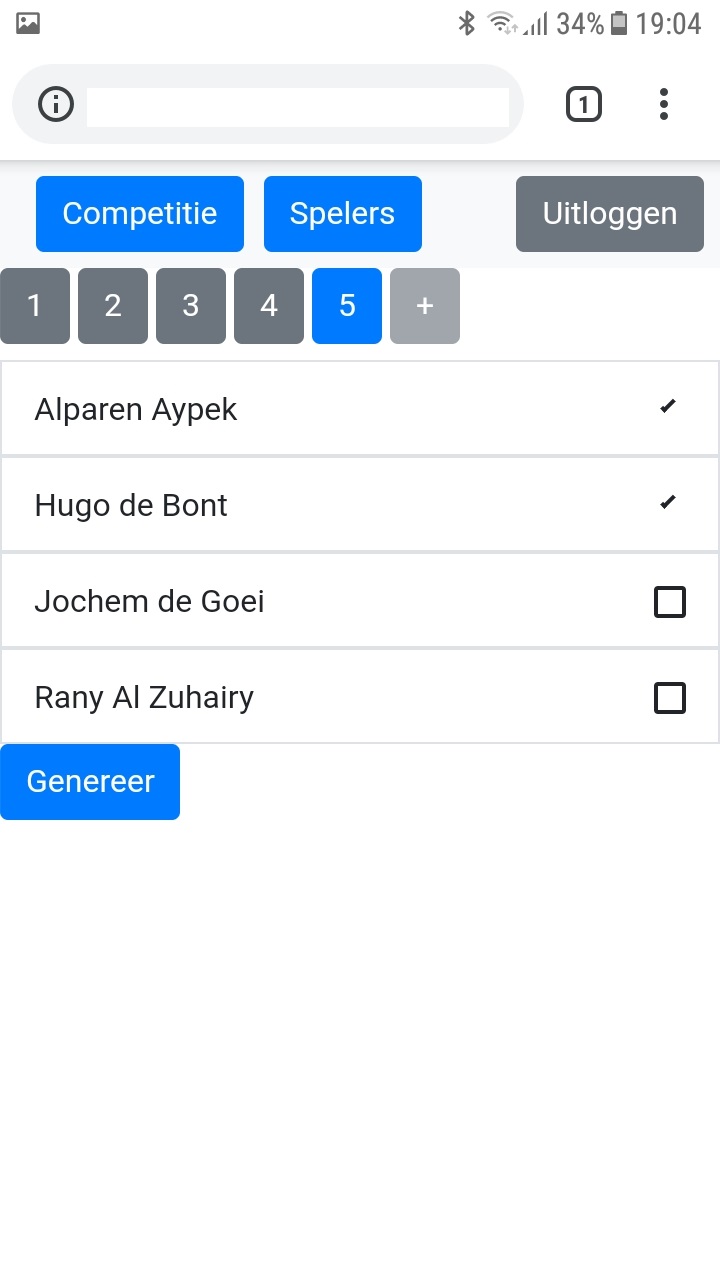 34% 19:04
1
Competitie Spelers Uitloggen
1 2 3 4 5 +
Alparen Aypek
Hugo de Bont
Jochem de Goei
Rany Al Zuhairy
Genereer